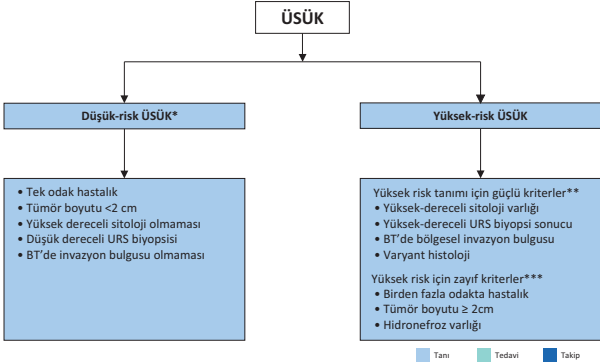 ÜSÜK
Düşük-risk ÜSÜK*
• Tek odak hastalık
• Tümör boyutu <2 cm
• Yüksek dereceli sitoloji olmaması
• Düşük dereceli URS biyopsisi
• BT’de invazyon bulgusu olmaması
Yüksek-risk ÜSÜK
Yüksek risk tanımı için güçlü kriterler**
• Yüksek-dereceli sitoloji varlığı
• Yüksek-dereceli URS biyopsi sonucu
• BT’de bölgesel invazyon bulgusu
• Varyant histoloji
Yüksek risk için zayıf kriterler***
• Birden fazla odakta hastalık
• Tümör boyutu ≥ 2cm
• Hidronefroz varlığı
Tanı
Tedavi
Takip